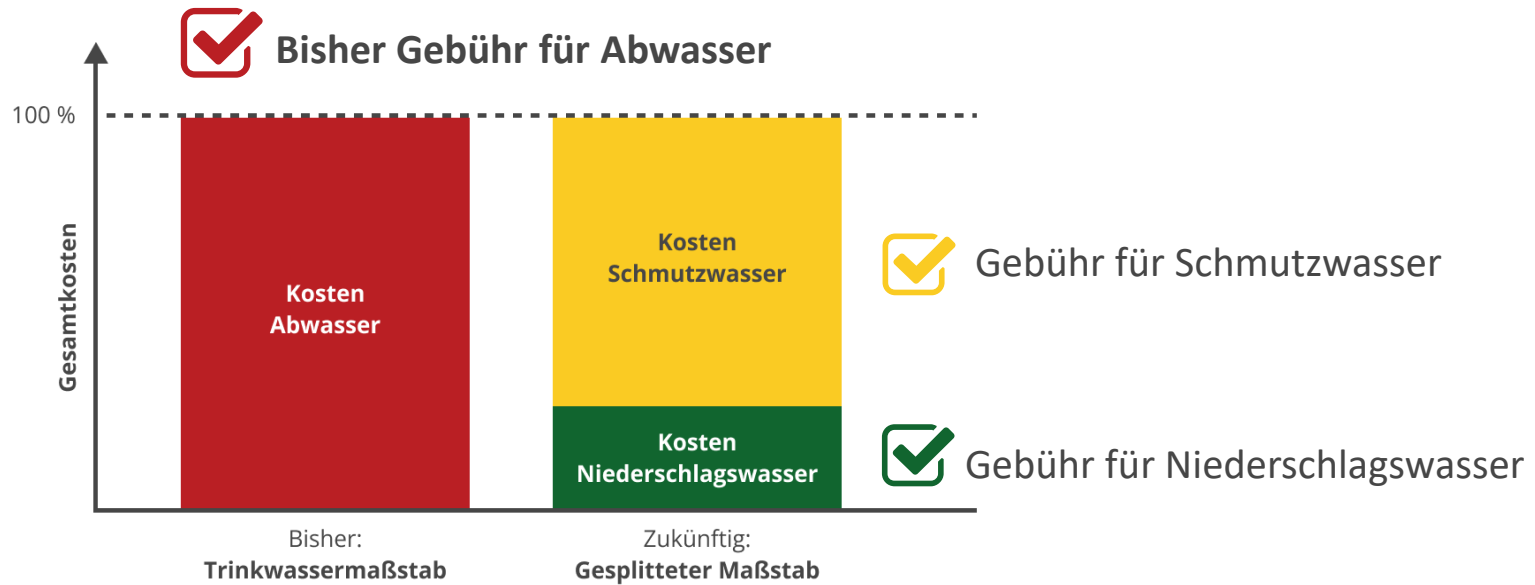 Bisher Gebühr für Abwasser
100 %
Gesamtkosten
Kosten
Abwasser
Kosten
Schmutzwasser
Kosten
Niederschlagswasser
Gebühr für Schmutzwasser
Gebühr für Niederschlagswasser
Bisher:
Trinkwassermaßstab
Zukünftig:
Gesplitteter Maßstab